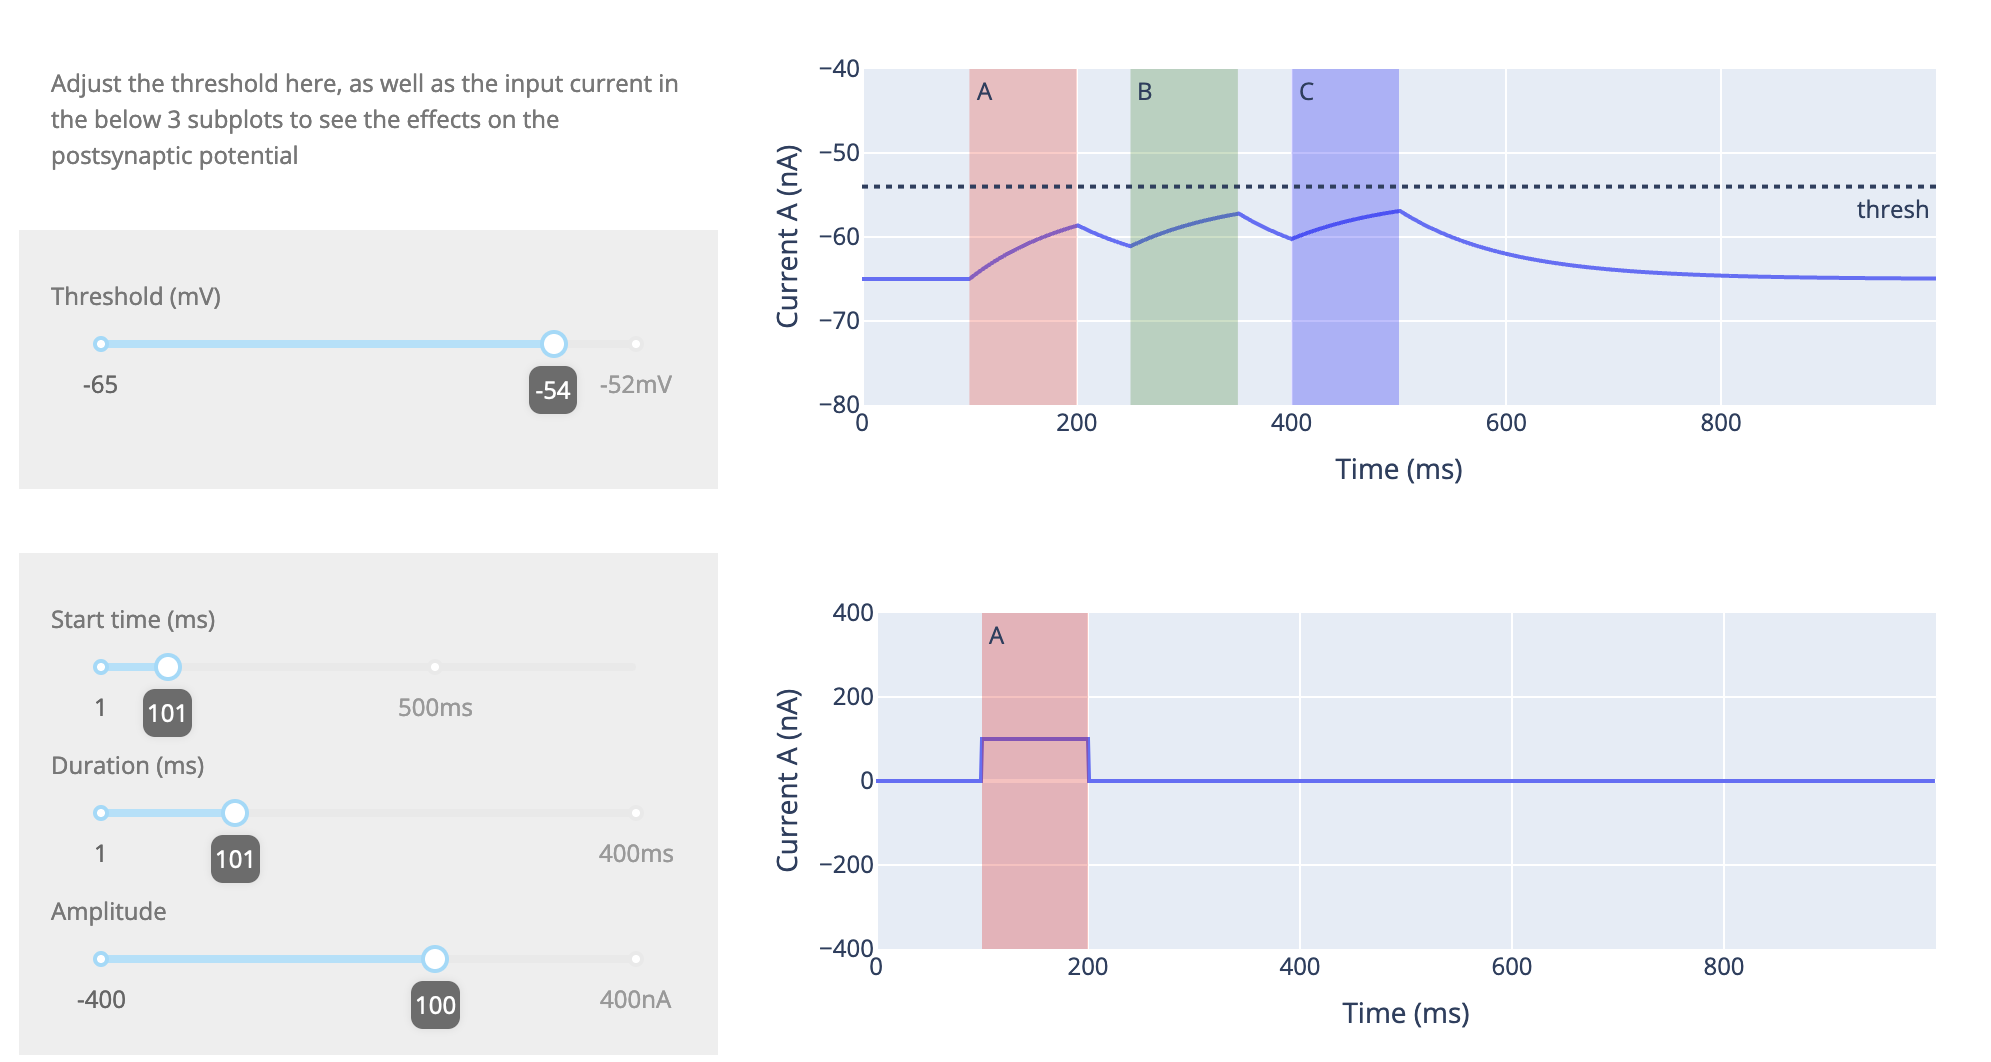 Adjust the threshold here, as well as the input current in
the below 3 subplots to see the effects on the
postsynaptic potential
Threshold (mV)
-65
-54
-52mV
−40
−50
−60
−70
−80
A
B
C
thresh
Current A (nA)
0
200
400
600
800
Time (ms)
Start time (ms)
1
101
500ms
Duration (ms)
1
101
400ms
Amplitude
-400
100
400nA
400
200
0
−200
−400
A
Current A (nA)
0
200
400
600
800
Time (ms)